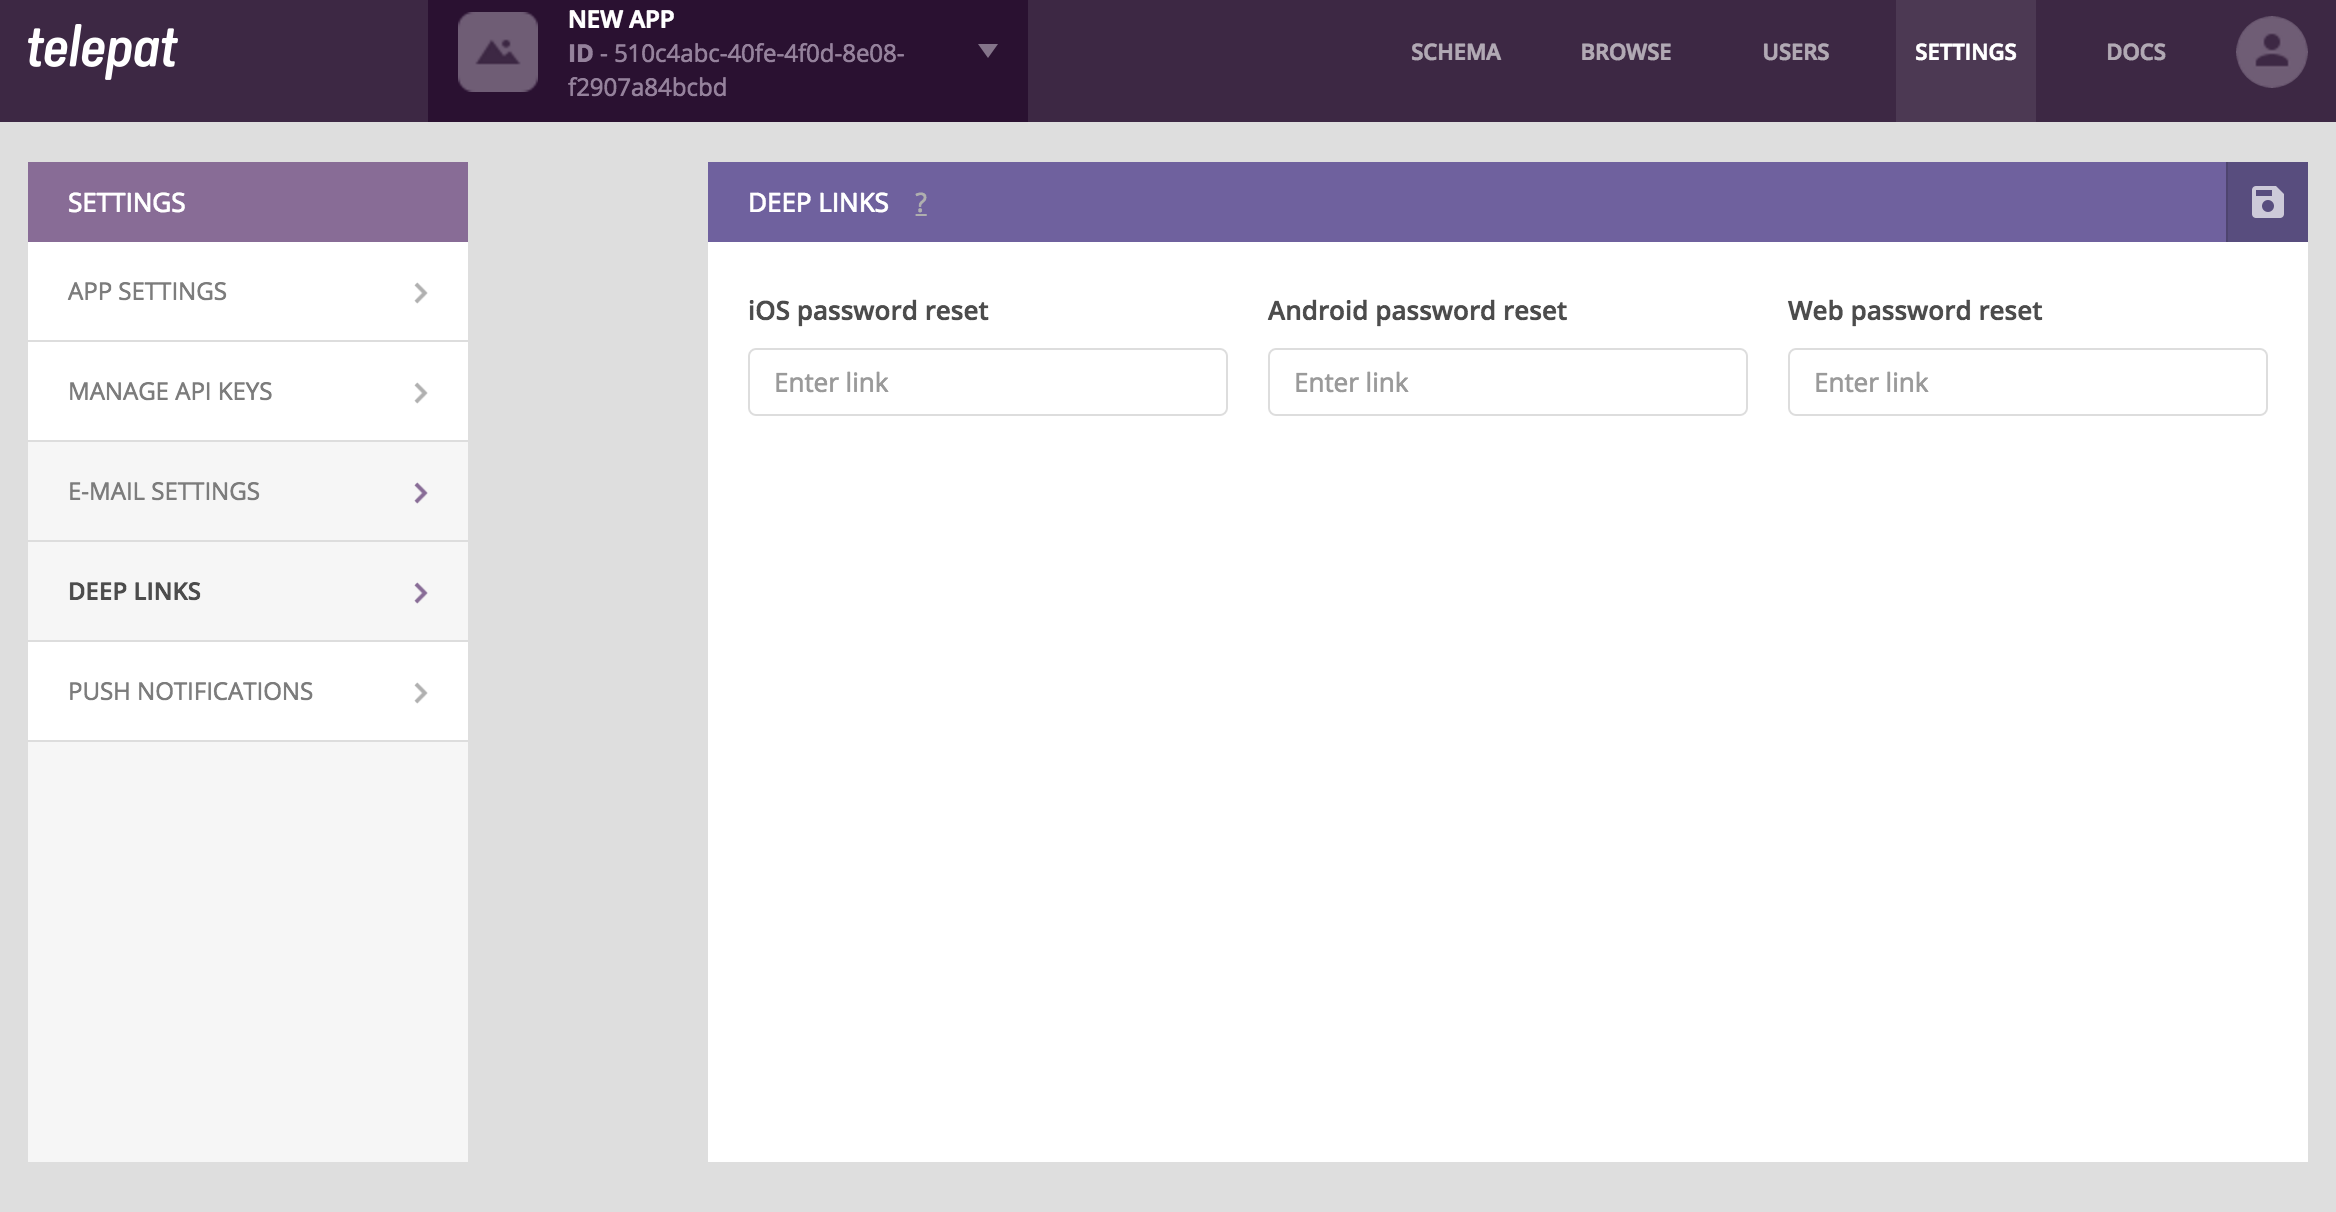 telepat
NEW APP
ID - 510c4abc-40fe-4f0d-8e08-
f2907a84bcbd
SCHEMA
BROWSE
USERS
SETTINGS
DOCS
SETTINGS
APP SETTINGS
MANAGE API KEYS
E-MAIL SETTINGS
DEEP LINKS
PUSH NOTIFICATIONS
DEEP LINKS ?
iOS password reset
Enter link
Android password reset
Enter link
Web password reset
Enter link